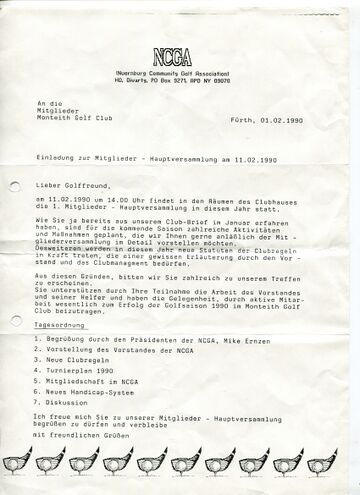 NCGA
(Nuernburg Community Golf Association)
HQ, Divarts, PO Box 9271, APO NY 09070
An die
Mitglieder
Monteith Golf Club
Fürth, 01.02.1990
Einladung zur Mitglieder - Hauptversammlung am 11.02.1990
Lieber Golffreund,
am 11.02.1990 um 14.00 Uhr findet in den Räumen des Clubhauses
die 1. Mitglieder - Hauptversammlung in diesem Jahr statt.
Wie Sie ja bereits aus unserem Club-Brief im Januar erfahren
haben, sind für die kommende Saison zahlreiche Aktivitäten
und Maßnahmen geplant, die wir Ihnen gerne anläßlich der Mit -
gliederversammlung im Detail vorstellen möchten.
Desweiteren werden in diesem Jahr neue Statuten der Clubregeln
in Kraft treten, die einer gewissen Erläuterung durch den Vor -
stand und des Clubmanagment bedürfen.
Aus diesen Gründen, bitten wir Sie zahlreich zu unserem Treffen
zu erscheinen.
Sie unterstützen durch Ihre Teilnahme die Arbeit des Vorstandes
und seiner Helfer und haben die Gelegenheit, durch aktive Mitar-
beit wesentlich zum Erfolg der Golfsaison 1990 im Monteith Golf
Club beizutragen.
Tagesordnung
1. Begrüßung durch den Präsidenten der NCGA, Mike Ernzen
2. Vorstellung des Vorstandes der NCGA
3. Neue Clubregeln
4. Turnierplan 1990
5. Mitgliedschaft im NCGA
6. Neues Handicap-System
7. Diskussion
Ich freue mich Sie zu unserer Mitglieder - Hauptversammlung
begrüßen zu dürfen und verbleibe
mit freundlichen Grüßen